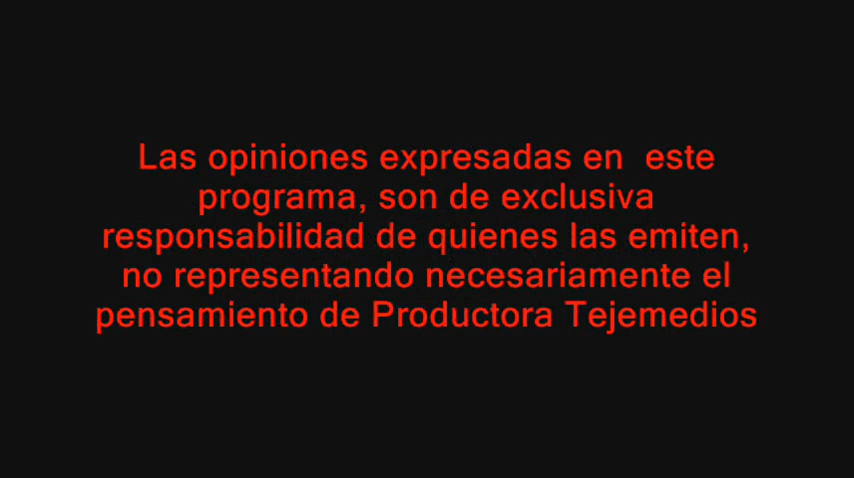 Las opiniones expresadas en  este
programa, son de exclusiva
responsabilidad de quienes las emiten,
no representando necesariamente el
pensamiento de Productora Tejemedios